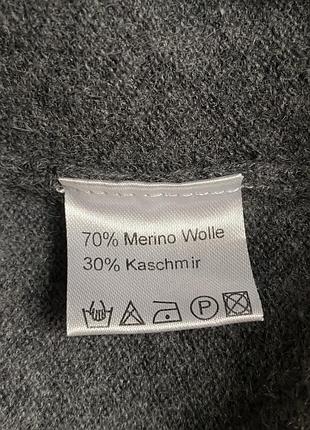 70% Merino Wolle
30% Kaschmir
P